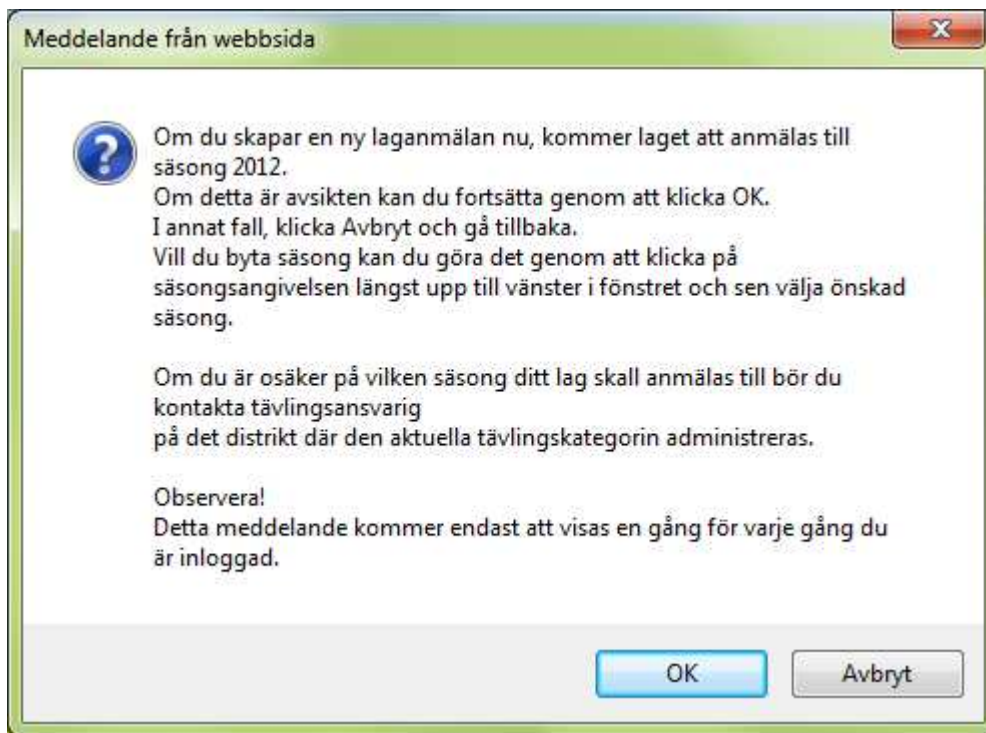 Meddelande från webbsida
Om du skapar en ny laganmälan nu, kommer laget att anmälas till
säsong 2012.
Om detta är avsikten kan du fortsätta genom att klicka OK.
I annat fall, klicka Avbryt och gå tillbaka.
Vill du byta säsong kan du göra det genom att klicka på
säsongsangivelsen längst upp till vänster i fönstret och sen välja önskad
säsong.
Om du är osäker på vilken säsong ditt lag skall anmälas till bör du
kontakta tävlingsansvarig
på det distrikt där den aktuella tävlingskategorin administreras.
Observera!
Detta meddelande kommer endast att visas en gång för varje gång du
är inloggad.
OK
Avbryt